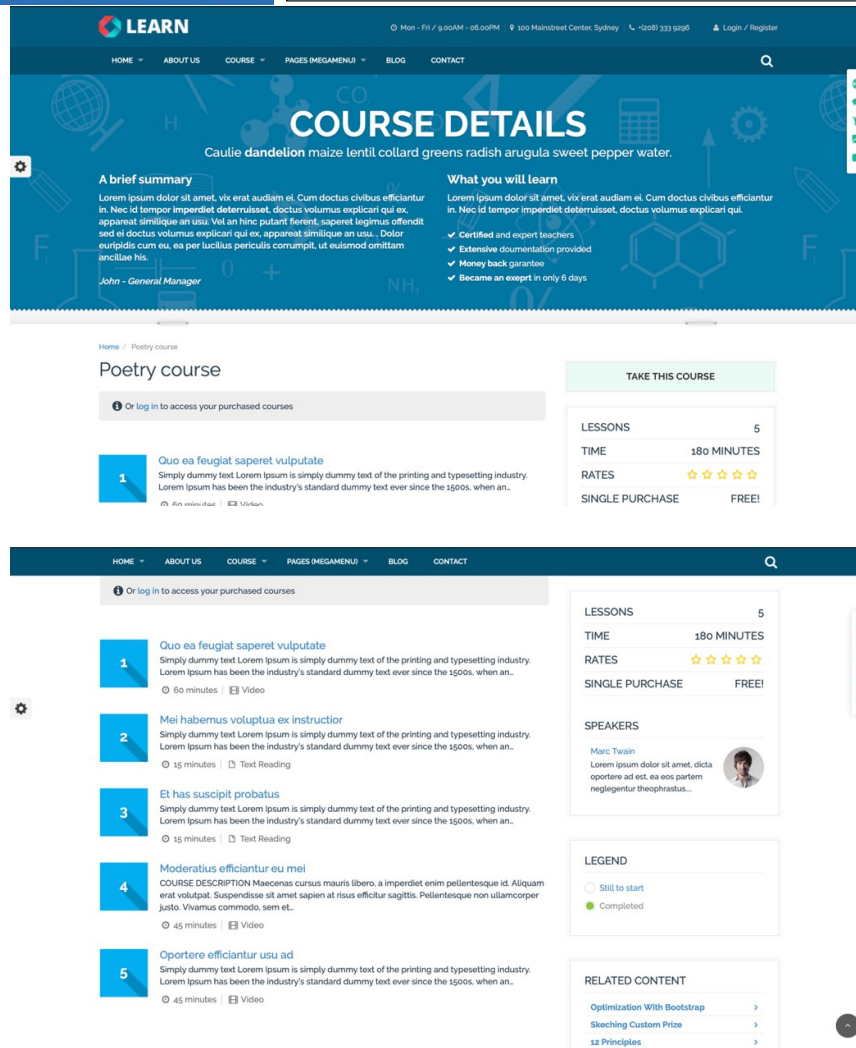 LEARN
Mon - Fri / 9.00AM - 06.00PM
100 Mainstreet Center, Sydney
+(208) 333 9296
Login / Register
HOME
ABOUT US
COURSE
PAGES (MEGAMENU)
BLOG
CONTACT
CO₂
COURSE DETAILS
Caulie dandelion maize lentil collard greens radish arugula sweet pepper water.
A brief summary
Lorem ipsum dolor sit amet, vix erat audiam ei. Cum doctus civibus efficiantur
in. Nec id tempor imperdiet deterruisset, doctus volumus explicari qui ex,
appareat similique an usu. Vel an hinc putent fierent, saperet legimus offendit
sed ei doctus volumus explicari qui ex, appareat similique an usu. , Dolor
euripidis cum eu, ea per lucilius periculis corrumpit, ut euismod omittam
ancillae his.
John - General Manager
What you will learn
Lorem ipsum dolor sit amet, vix erat audiam ei. Cum doctus civibus efficiantur
in. Nec id tempor imperdiet deterruisset, doctus volumus explicari qui.
Certified and expert teachers
Extensive doumentation provided
Money back garantee
Became an exeprt in only 6 days
Home / Poetry course
Poetry course
Or log in to access your purchased courses
1
Quo ea feugiat saperet vulputate
Simply dummy text Lorem Ipsum is simply dummy text of the printing and typesetting industry.
Lorem Ipsum has been the industry's standard dummy text ever since the 1500s, when an..
60 minutes
Video
TAKE THIS COURSE
LESSONS 5
TIME 180 MINUTES
RATES
SINGLE PURCHASE FREE!
HOME
ABOUT US
COURSE
PAGES (MEGAMENU)
BLOG
CONTACT
Or log in to access your purchased courses
1
Quo ea feugiat saperet vulputate
Simply dummy text Lorem Ipsum is simply dummy text of the printing and typesetting industry.
Lorem Ipsum has been the industry's standard dummy text ever since the 1500s, when an..
60 minutes
Video
2
Mei habemus voluptua ex instructior
Simply dummy text Lorem Ipsum is simply dummy text of the printing and typesetting industry.
Lorem Ipsum has been the industry's standard dummy text ever since the 1500s, when an..
15 minutes
Text Reading
3
Et has suscipit probatus
Simply dummy text Lorem Ipsum is simply dummy text of the printing and typesetting industry.
Lorem Ipsum has been the industry's standard dummy text ever since the 1500s, when an..
15 minutes
Text Reading
4
Moderatius efficiantur eu mei
COURSE DESCRIPTION Maecenas cursus mauris libero, a imperdiet enim pellentesque id. Aliquam
erat volutpat. Suspendisse sit amet sapien at risus efficitur sagittis. Pellentesque non ullamcorper
justo. Vivamus commodo, sem et..
45 minutes
Video
5
Oportere efficiantur usu ad
Simply dummy text Lorem Ipsum is simply dummy text of the printing and typesetting industry.
Lorem Ipsum has been the industry's standard dummy text ever since the 1500s, when an..
45 minutes
Video
LESSONS 5
TIME 180 MINUTES
RATES
SINGLE PURCHASE FREE!
SPEAKERS
Marc Twain
Lorem ipsum dolor sit amet, dicta
oportere ad est, ea eos partem
neglegentur theophrastus...
LEGEND
Still to start
Completed
RELATED CONTENT
Optimization With Bootstrap
Skeching Custom Prize
12 Principles